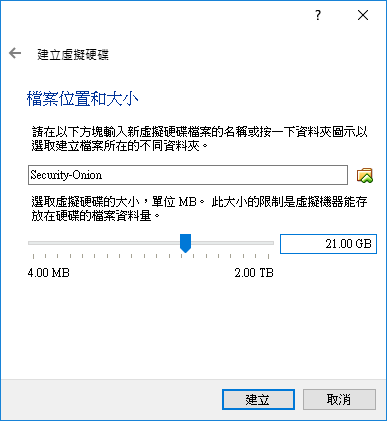 ?
建立虛擬硬碟
檔案位置和大小
請在以下方塊輸入新虛擬硬碟檔案的名稱或按一下資料夾圖示以
選取建立檔案所在的不同資料夾。
Security-Onion
選取虛擬硬碟的大小，單位 MB。 此大小的限制是虛擬機器能存
放在硬碟的檔案資料量。
21.00 GB
4.00 MB 2.00 TB
建立 取消